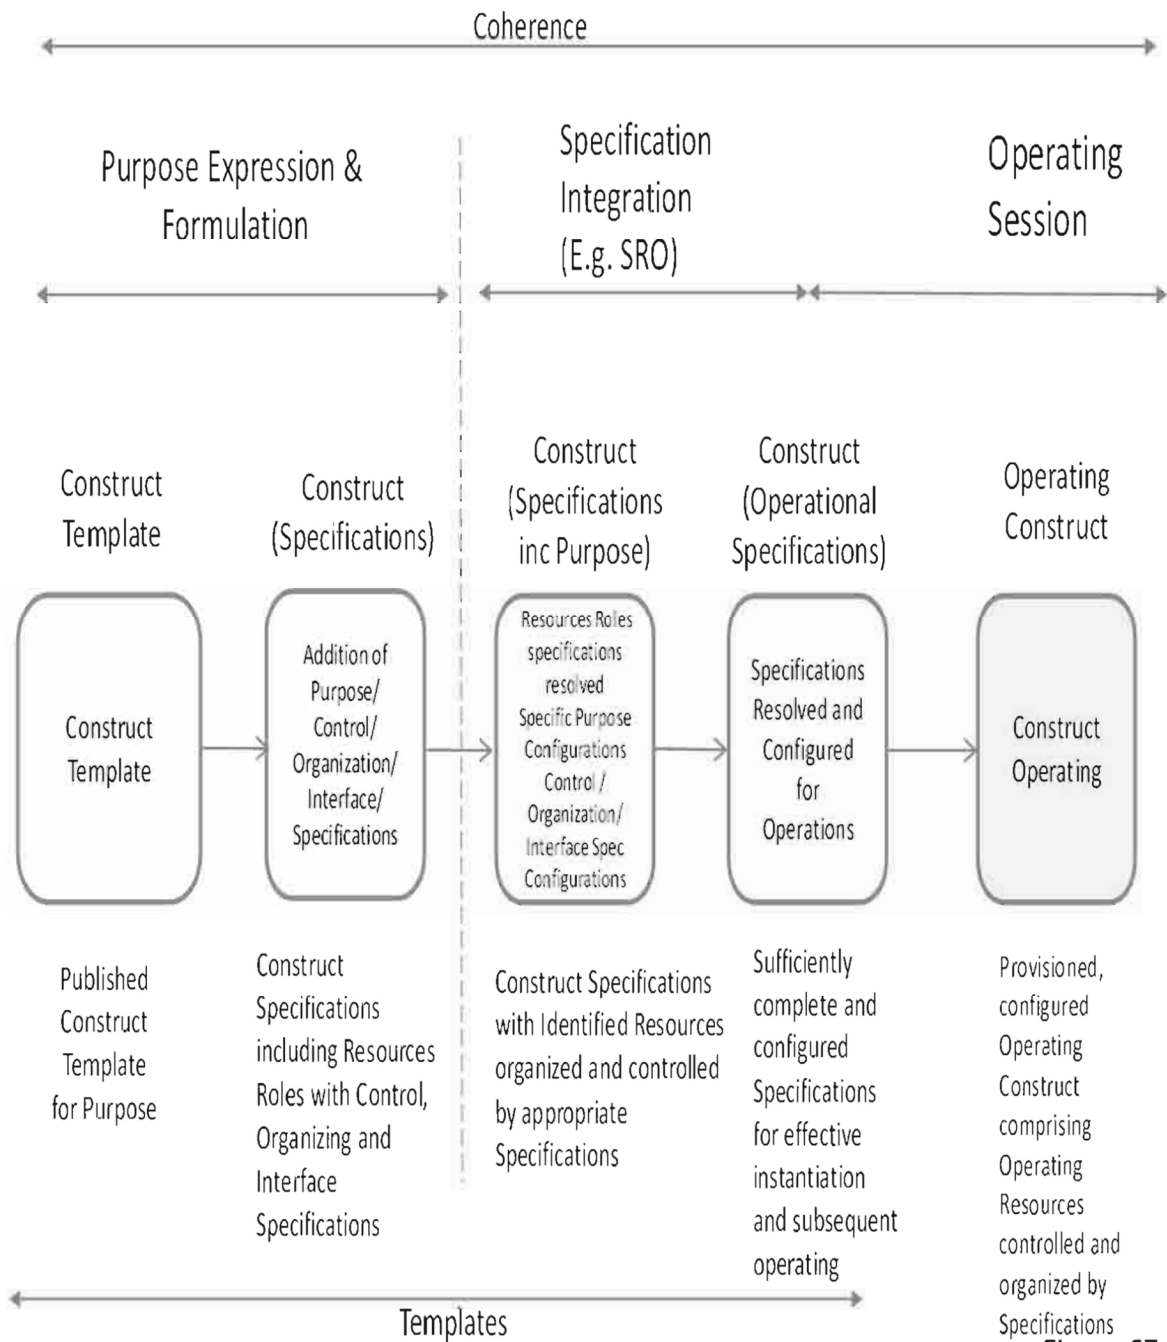 Coherence
Purpose Expression &
Formulation
Specification
Integration
(E.g. SRO)
Operating
Session
Construct
Template
Construct
(Specifications)
Construct
(Specifications
inc Purpose)
Construct
(Operational
Specifications)
Operating
Construct
Construct
Template
Addition of
Purpose/
Control/
Organization/
Interface/
Specifications
Resources Roles
specifications
resolved
Specific Purpose
Configurations
Control /
Organization/
Interface Spec
Configurations
Specifications
Resolved and
Configured
for
Operations
Construct
Operating
Published
Construct
Template
for Purpose
Construct
Specifications
including Resources
Roles with Control,
Organizing and
Interface
Specifications
Construct Specifications
with Identified Resources
organized and controlled
by appropriate
Specifications
Sufficiently
complete and
configured
Specifications
for effective
instantiation
and subsequent
operating
Provisioned,
configured
Operating
Construct
comprising
Operating
Resources
controlled and
organized by
Specifications
Templates